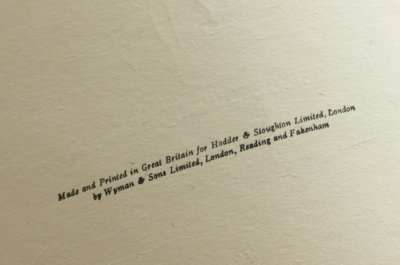 Made and Printed in Great Britain for Hodder & Stoughton Limited, London
by Wyman & Sons Limited, London, Reading and Fakenham